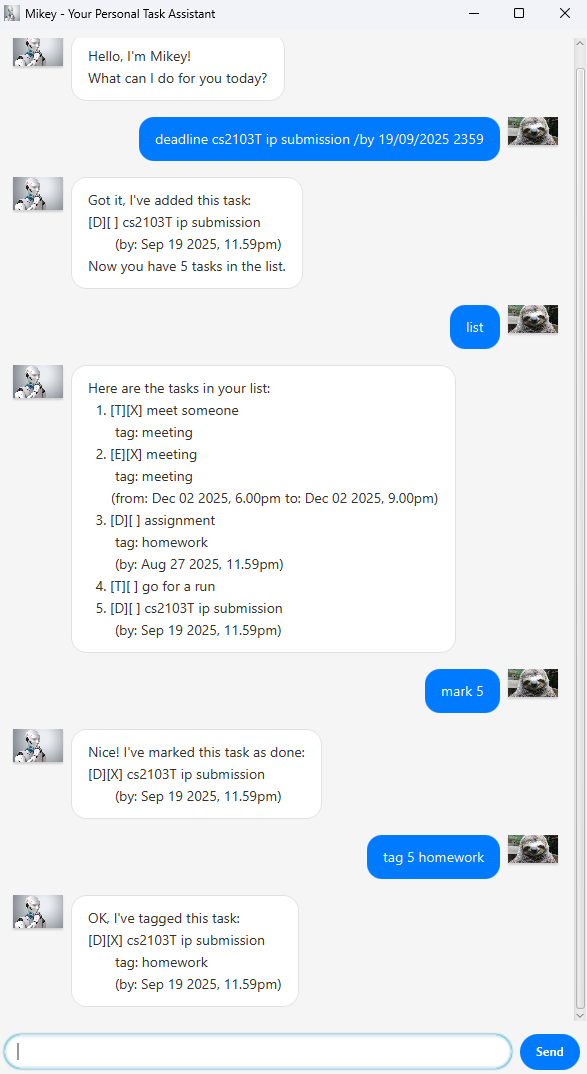 Mikey - Your Personal Task Assistant
Hello, I'm Mikey!
What can I do for you today?
deadline cs2103T ip submission /by 19/09/2025 2359
Got it, I've added this task:
[D][ ] cs2103T ip submission
(by: Sep 19 2025, 11.59pm)
Now you have 5 tasks in the list.
list
Here are the tasks in your list:
1. [T][X] meet someone
tag: meeting
2. [E][X] meeting
tag: meeting
(from: Dec 02 2025, 6.00pm to: Dec 02 2025, 9.00pm)
3. [D][ ] assignment
tag: homework
(by: Aug 27 2025, 11.59pm)
4. [T][ ] go for a run
5. [D][ ] cs2103T ip submission
(by: Sep 19 2025, 11.59pm)
mark 5
Nice! I've marked this task as done:
[D][X] cs2103T ip submission
(by: Sep 19 2025, 11.59pm)
tag 5 homework
OK, I've tagged this task:
[D][X] cs2103T ip submission
tag: homework
(by: Sep 19 2025, 11.59pm)
Send